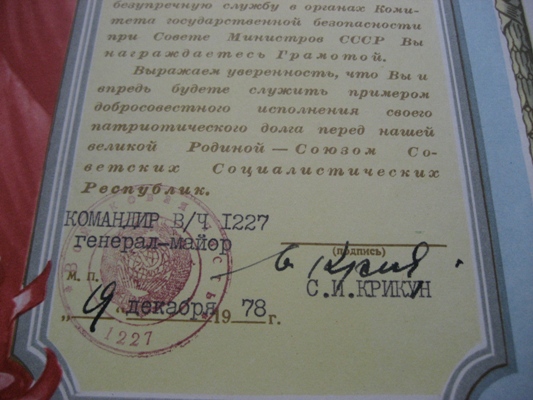 безупречную службу в органах Коми-
тета государственной безопасности
при Совете Министров СССР Вы
награждаетесь Грамотой.
Выражаем уверенность, что Вы и
впредь будете служить примером
добросовестного исполнения своего
патриотического долга перед нашей
великой Родиной — Союзом Со-
ветских Социалистических
Республик.
КОМАНДИР В/Ч 1227
генерал-майор
(подпись)
М. П.
С.И.КРИКУН
„19" декабря 1978 г.
1227